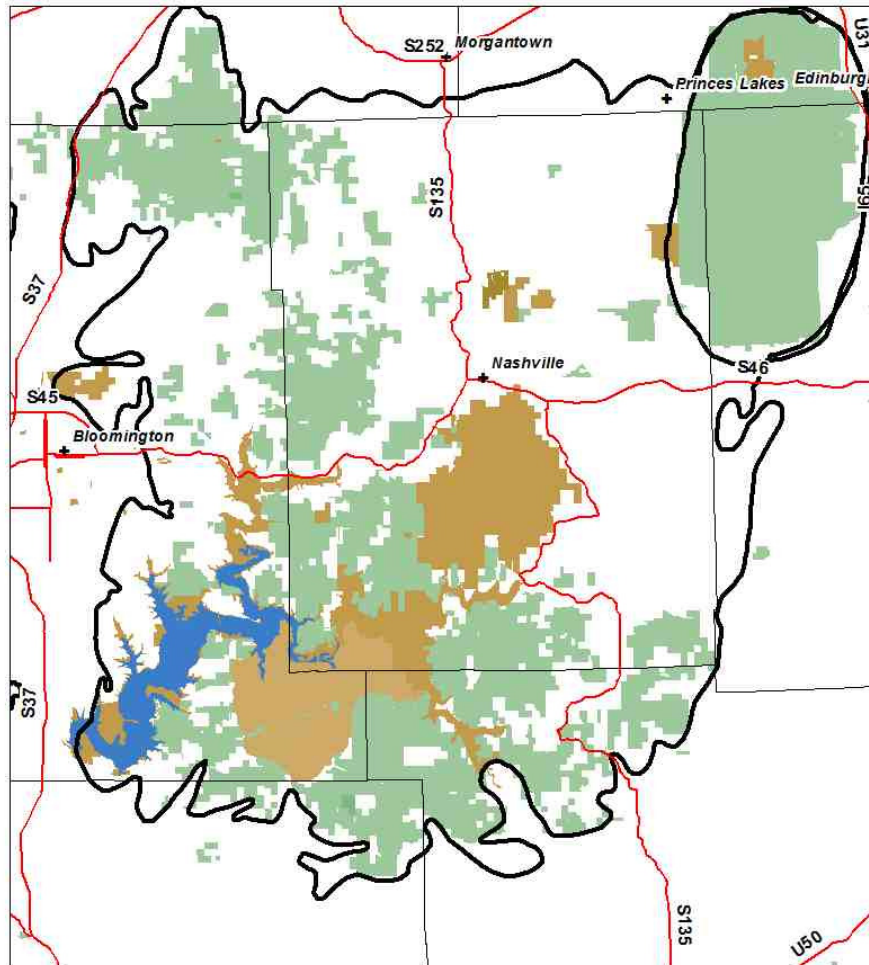 S252
Morgantown
U31
Princes Lakes
Edinburgh
S135
I65
S37
Nashville
S46
S45
Bloomington
S37
S135
U50